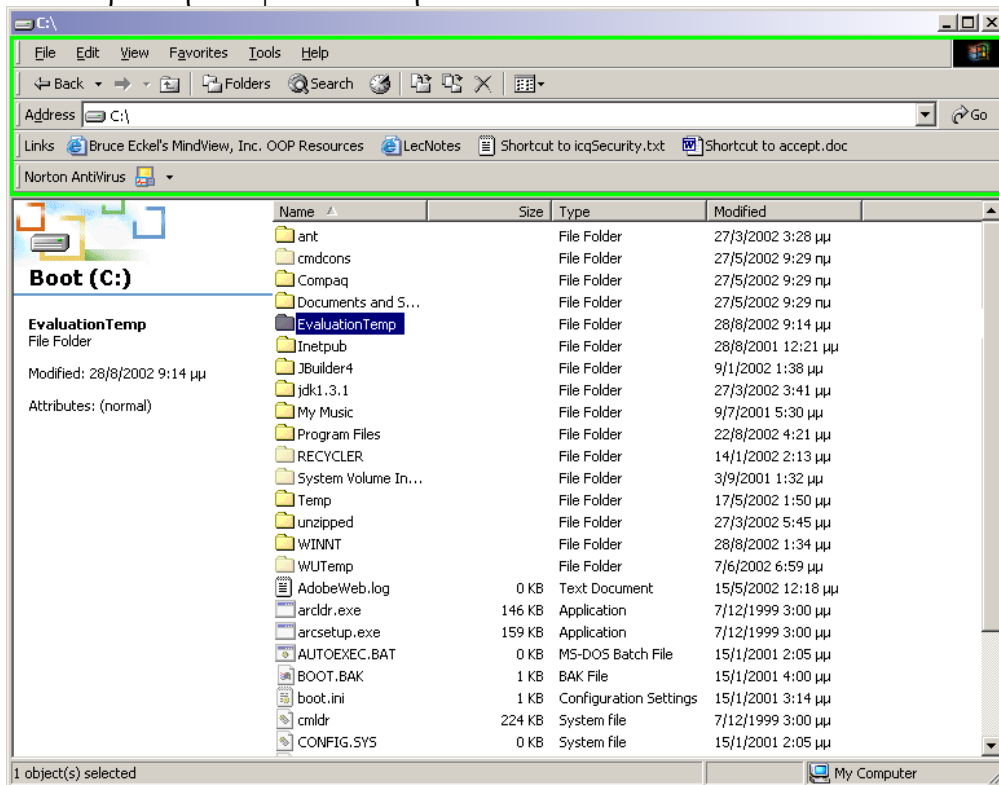 C:\
File Edit View Favorites Tools Help
Back Folders Search
Address C:\ Go
Links Bruce Eckel's MindView, Inc. OOP Resources LecNotes Shortcut to icqSecurity.txt Shortcut to accept.doc
Norton AntiVirus
Boot (C:)
EvaluationTemp
File Folder
Modified: 28/8/2002 9:14 μμ
Attributes: (normal)
Name Size Type Modified
ant File Folder 27/3/2002 3:28 μμ
cmdcons File Folder 27/5/2002 9:29 πμ
Compaq File Folder 27/5/2002 9:29 πμ
Documents and S... File Folder 27/5/2002 9:29 πμ
EvaluationTemp File Folder 28/8/2002 9:14 μμ
Inetpub File Folder 28/8/2001 12:21 μμ
JBuilder4 File Folder 9/1/2002 1:38 μμ
jdk1.3.1 File Folder 27/3/2002 3:41 μμ
My Music File Folder 9/7/2001 5:30 μμ
Program Files File Folder 22/8/2002 4:21 μμ
RECYCLER File Folder 14/1/2002 2:13 μμ
System Volume In... File Folder 3/9/2001 1:32 μμ
Temp File Folder 17/5/2002 1:50 μμ
unzipped File Folder 27/3/2002 5:45 μμ
WINNT File Folder 28/8/2002 1:34 μμ
WUTemp File Folder 7/6/2002 6:59 μμ
AdobeWeb.log 0 KB Text Document 15/5/2002 12:18 μμ
arcldr.exe 146 KB Application 7/12/1999 3:00 μμ
arcsetup.exe 159 KB Application 7/12/1999 3:00 μμ
AUTOEXEC.BAT 0 KB MS-DOS Batch File 15/1/2001 2:05 μμ
BOOT.BAK 1 KB BAK File 15/1/2001 4:00 μμ
boot.ini 1 KB Configuration Settings 15/1/2001 3:14 μμ
cmldr 224 KB System file 7/12/1999 3:00 μμ
CONFIG.SYS 0 KB System file 15/1/2001 2:05 μμ
1 object(s) selected My Computer